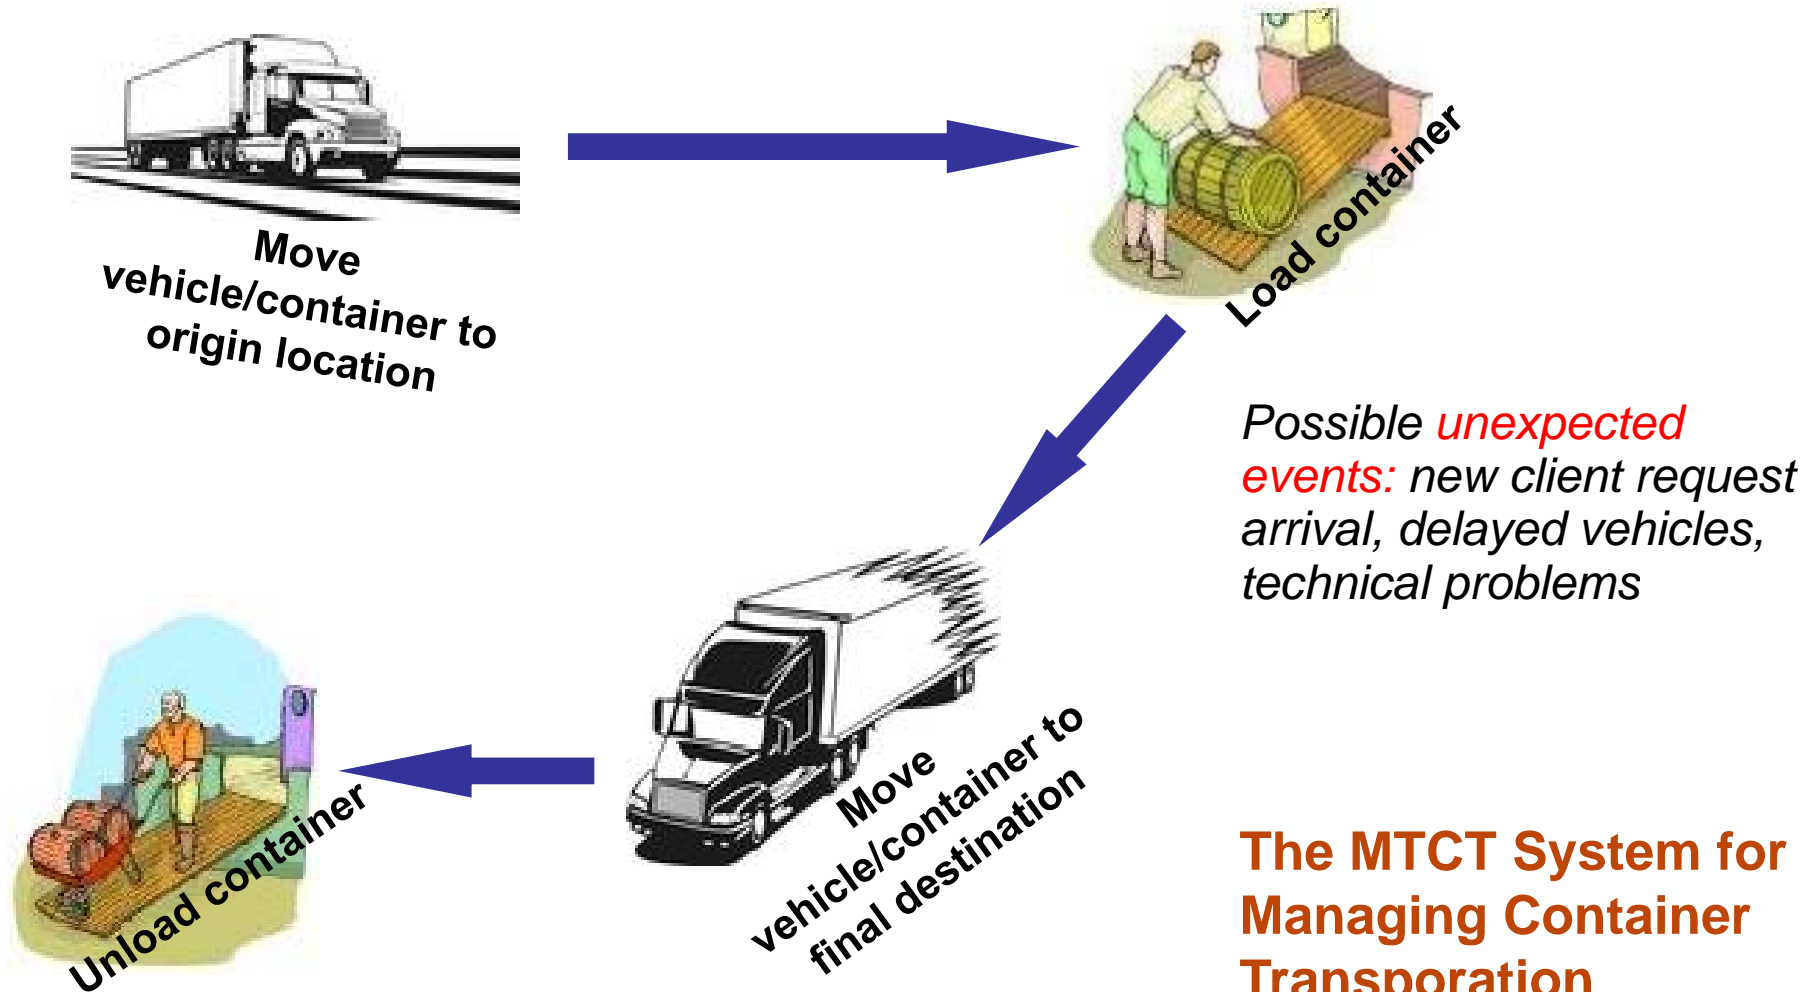 Move
vehicle/container to
origin location
Load container
Possible unexpected
events: new client request
arrival, delayed vehicles,
technical problems
Move
vehicle/container to
final destination
Unload container
The MTCT System for
Managing Container
Transporation